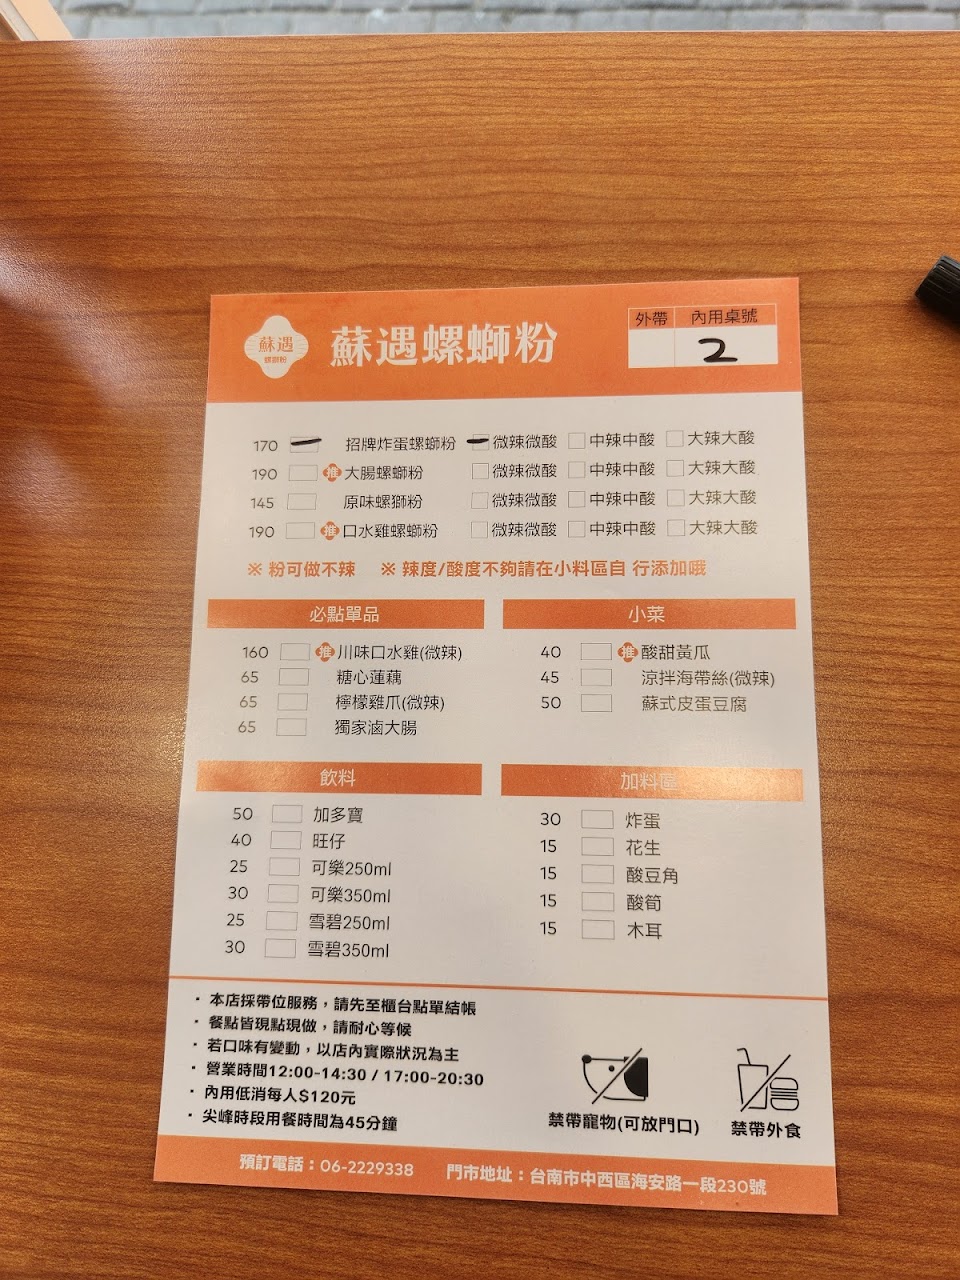 蘇遇
螺螄粉
蘇遇螺螄粉
外帶 內用桌號
2
170 招牌炸蛋螺螄粉 微辣微酸 中辣中酸 大辣大酸
190 推 大腸螺螄粉 微辣微酸 中辣中酸 大辣大酸
145 原味螺獅粉 微辣微酸 中辣中酸 大辣大酸
190 推 口水雞螺螄粉 微辣微酸 中辣中酸 大辣大酸
※ 粉可做不辣 ※ 辣度/酸度不夠請在小料區自 行添加哦
必點單品
160 推 川味口水雞(微辣)
65 糖心蓮藕
65 檸檬雞爪(微辣)
65 獨家滷大腸
小菜
40 推 酸甜黃瓜
45 涼拌海帶絲(微辣)
50 蘇式皮蛋豆腐
飲料
50 加多寶
40 旺仔
25 可樂250ml
30 可樂350ml
25 雪碧250ml
30 雪碧350ml
加料區
30 炸蛋
15 花生
15 酸豆角
15 酸筍
15 木耳
· 本店採帶位服務，請先至櫃台點單結帳
· 餐點皆現點現做，請耐心等候
· 若口味有變動，以店內實際狀況為主
· 營業時間12:00-14:30 / 17:00-20:30
· 內用低消每人$120元
· 尖峰時段用餐時間為45分鐘
禁帶寵物(可放門口)
禁帶外食
預訂電話：06-2229338 門市地址：台南市中西區海安路一段230號